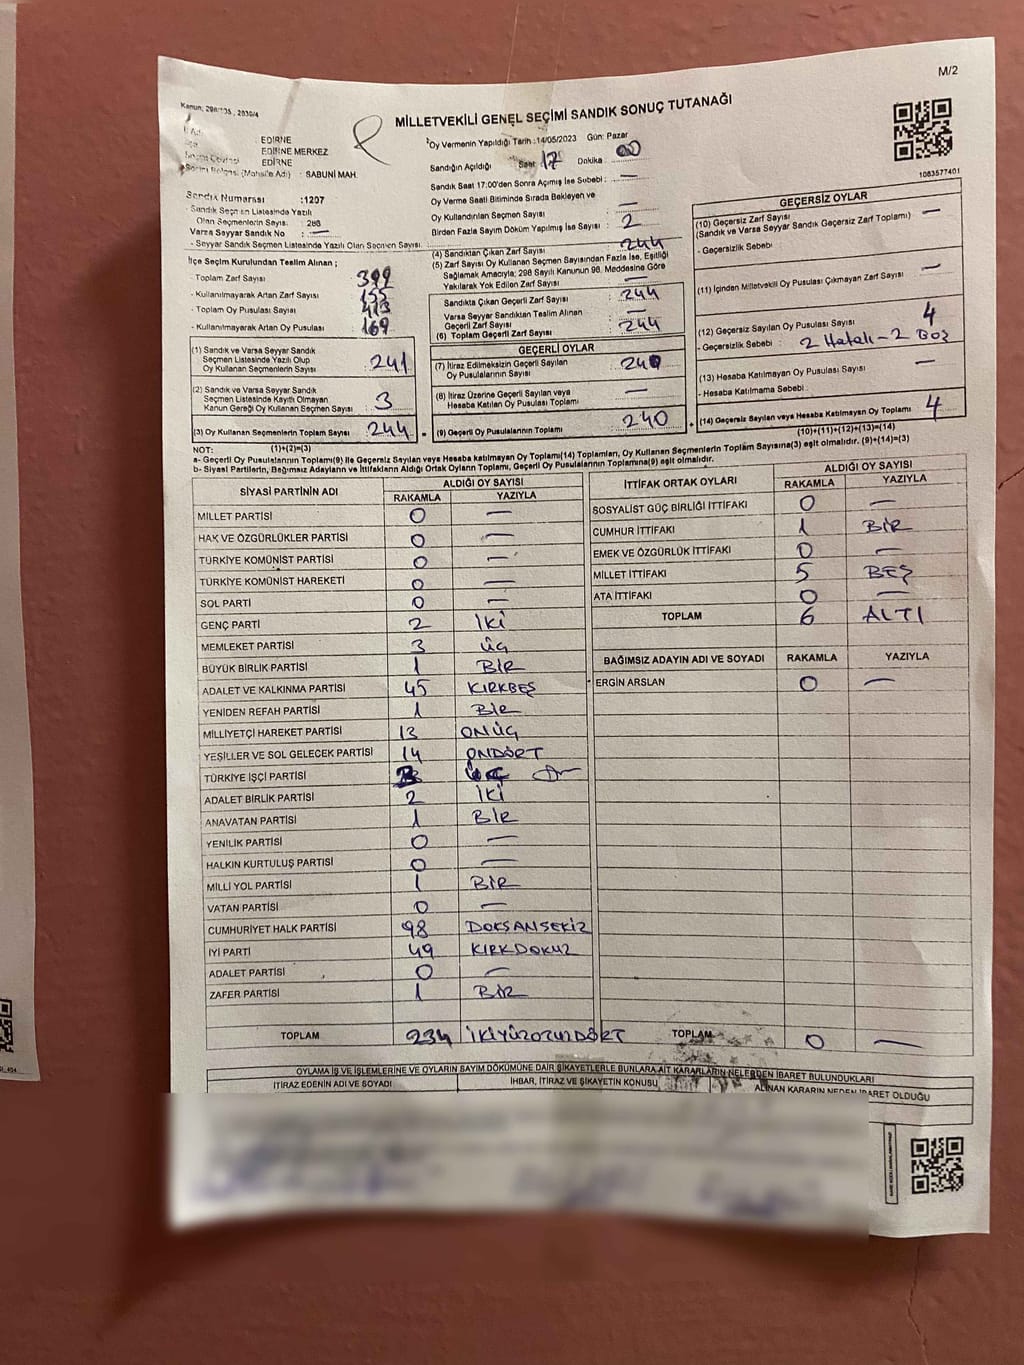 M/2
Kanun; 298/105, 2839/4
MİLLETVEKİLİ GENEL SEÇİMİ SANDIK SONUÇ TUTANAĞI
: EDİRNE
: EDİRNE MERKEZ
: EDİRNE
(Mahalle Adı) : SABUNİ MAH.
Oy Vermenin Yapıldığı Tarih :14/05/2023 Gün: Pazar
Sandığın Açıldığı Saat : 17 Dakika : 00
Sandık Saat 17:00'den Sonra Açılmış İse Sebebi : —
Oy Verme Saati Bitiminde Sırada Bekleyen ve
Oy Kullandırılan Seçmen Sayısı : —
Birden Fazla Sayım Döküm Yapılmış İse Sayısı : 2
1083577401
Sandık Numarası :1207
- Sandık Seçmen Listesinde Yazılı
Olan Seçmenlerin Sayısı: 286
Varsa Seyyar Sandık No : —
- Seyyar Sandık Seçmen Listesinde Yazılı Olan Seçmen Sayısı:
İlçe Seçim Kurulundan Teslim Alınan ;
- Toplam Zarf Sayısı : 399
- Kullanılmayarak Artan Zarf Sayısı : 155
- Toplam Oy Pusulası Sayısı : 413
- Kullanılmayarak Artan Oy Pusulası : 169
(1) Sandık ve Varsa Seyyar Sandık
Seçmen Listesinde Yazılı Olup
Oy Kullanan Seçmenlerin Sayısı : 241
(2) Sandık ve Varsa Seyyar Sandık
Seçmen Listesinde Kayıtlı Olmayan
Kanun Gereği Oy Kullanan Seçmen Sayısı : 3
(3) Oy Kullanan Seçmenlerin Toplam Sayısı : 244
(1)+(2)=(3)
(4) Sandıktan Çıkan Zarf Sayısı : 244
(5) Zarf Sayısı Oy Kullanan Seçmen Sayısından Fazla İse, Eşitliği
Sağlamak Amacıyla; 298 Sayılı Kanunun 98. Maddesine Göre
Yakılarak Yok Edilen Zarf Sayısı : —
Sandıkta Çıkan Geçerli Zarf Sayısı : 244
Varsa Seyyar Sandıktan Teslim Alınan
Geçerli Zarf Sayısı : —
(6) Toplam Geçerli Zarf Sayısı : 244
GEÇERLİ OYLAR
(7) İtiraz Edilmeksizin Geçerli Sayılan
Oy Pusulalarının Sayısı : 240
(8) İtiraz Üzerine Geçerli Sayılan veya
Hesaba Katılan Oy Pusulası Toplamı : —
(9) Geçerli Oy Pusulalarının Toplamı : 240
GEÇERSİZ OYLAR
(10) Geçersiz Zarf Sayısı
(Sandık ve Varsa Seyyar Sandık Geçersiz Zarf Toplamı) —
- Geçersizlik Sebebi :
(11) İçinden Milletvekili Oy Pusulası Çıkmayan Zarf Sayısı : —
(12) Geçersiz Sayılan Oy Pusulası Sayısı : 4
- Geçersizlik Sebebi : 2 Hatalı - 2 Boş
(13) Hesaba Katılmayan Oy Pusulası Sayısı : —
- Hesaba Katılmama Sebebi :
(14) Geçersiz Sayılan veya Hesaba Katılmayan Oy Toplamı : 4
(10)+(11)+(12)+(13)=(14)
NOT:
a- Geçerli Oy Pusulaları Toplamı(9) ile Geçersiz Sayılan veya Hesaba katılmayan Oy Toplamı(14) Toplamları, Oy Kullanan Seçmenlerin Toplam Sayısına(3) eşit olmalıdır. (9)+(14)=(3)
b- Siyasi Partilerin, Bağımsız Adayların ve İttifakların Aldığı Ortak Oyların Toplamı, Geçerli Oy Pusulalarının Toplamına(9) eşit olmalıdır.
SİYASİ PARTİNİN ADI ALDIĞI OY SAYISI
RAKAMLA YAZIYLA
MİLLET PARTİSİ 0 —
HAK VE ÖZGÜRLÜKLER PARTİSİ 0 —
TÜRKİYE KOMÜNİST PARTİSİ 0 —
TÜRKİYE KOMÜNİST HAREKETİ 0 —
SOL PARTİ 0 —
GENÇ PARTİ 2 İKİ
MEMLEKET PARTİSİ 3 ÜÇ
BÜYÜK BİRLİK PARTİSİ 1 BİR
ADALET VE KALKINMA PARTİSİ 45 KIRKBEŞ
YENİDEN REFAH PARTİSİ 1 BİR
MİLLİYETÇİ HAREKET PARTİSİ 13 ONÜÇ
YEŞİLLER VE SOL GELECEK PARTİSİ 14 ONDÖRT
TÜRKİYE İŞÇİ PARTİSİ
ADALET BİRLİK PARTİSİ 2 İKİ
ANAVATAN PARTİSİ 1 BİR
YENİLİK PARTİSİ 0 —
HALKIN KURTULUŞ PARTİSİ 0 —
MİLLİ YOL PARTİSİ 1 BİR
VATAN PARTİSİ 0 —
CUMHURİYET HALK PARTİSİ 98 DOKSANSEKİZ
İYİ PARTİ 49 KIRKDOKUZ
ADALET PARTİSİ 0 —
ZAFER PARTİSİ 1 BİR
TOPLAM 234 İKİYÜZOTUZDÖRT
İTTİFAK ORTAK OYLARI ALDIĞI OY SAYISI
RAKAMLA YAZIYLA
SOSYALİST GÜÇ BİRLİĞİ İTTİFAKI 0 —
CUMHUR İTTİFAKI 1 BİR
EMEK VE ÖZGÜRLÜK İTTİFAKI 0 —
MİLLET İTTİFAKI 5 BEŞ
ATA İTTİFAKI 0 —
TOPLAM 6 ALTI
BAĞIMSIZ ADAYIN ADI VE SOYADI RAKAMLA YAZIYLA
ERGİN ARSLAN 0 —
TOPLAM 0 —
OYLAMA İŞ VE İŞLEMLERİNE VE OYLARIN SAYIM DÖKÜMÜNE DAİR ŞİKAYETLERLE BUNLARA AİT KARARLARIN NELERDEN İBARET BULUNDUKLARI
İTİRAZ EDENİN ADI VE SOYADI İHBAR, İTİRAZ VE ŞİKAYETİN KONUSU ALINAN KARARIN NEDEN İBARET OLDUĞU